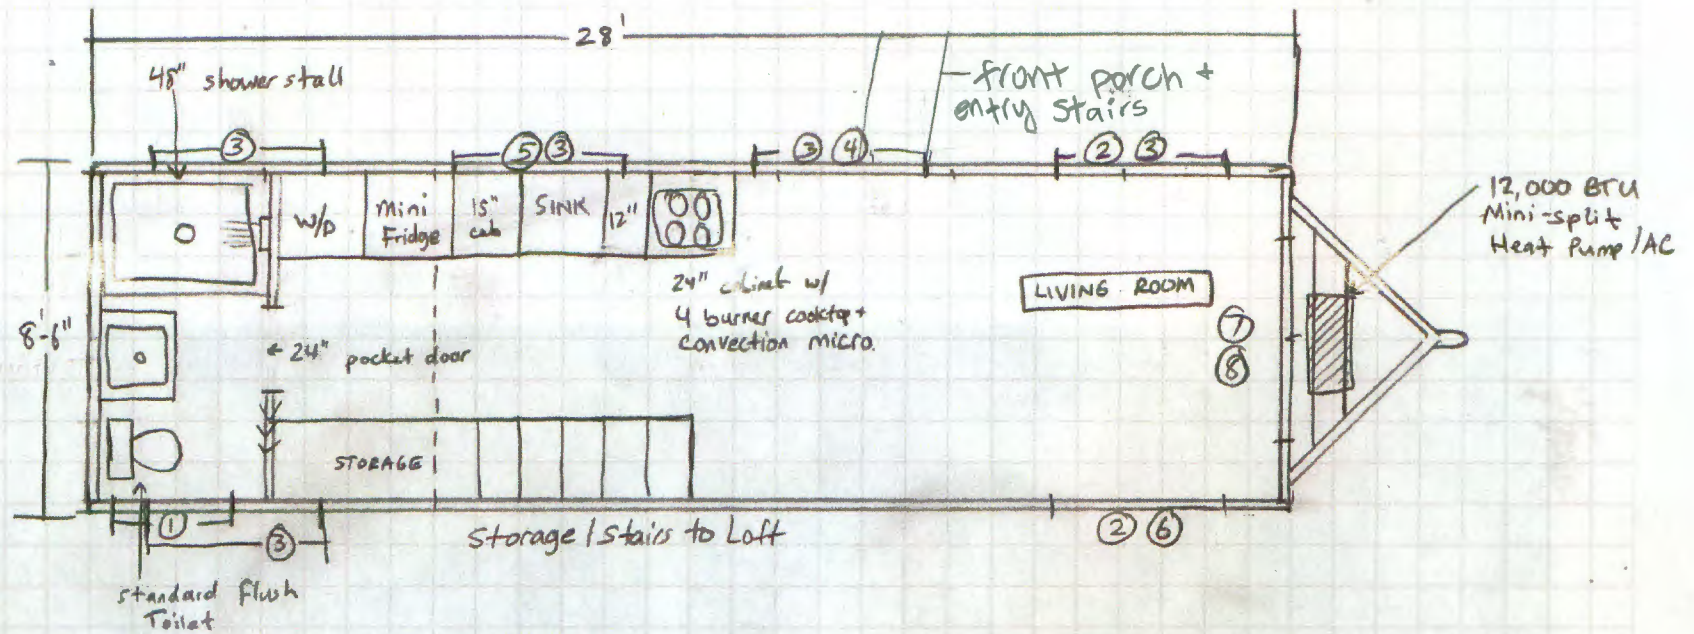 28'
48" shower stall
front porch +
entry stairs
③
⑤ ③
③ ④
② ③
12,000 BTU
Mini-split
Heat Pump / AC
W/D
Mini
Fridge
15"
cab
SINK
12"
8'-6"
24" cabinet w/
4 burner cooktop +
convection micro.
LIVING ROOM
← 24" pocket door
⑦
⑧
STORAGE
①
③
Storage / Stairs to Loft
② ⑥
standard flush
Toilet